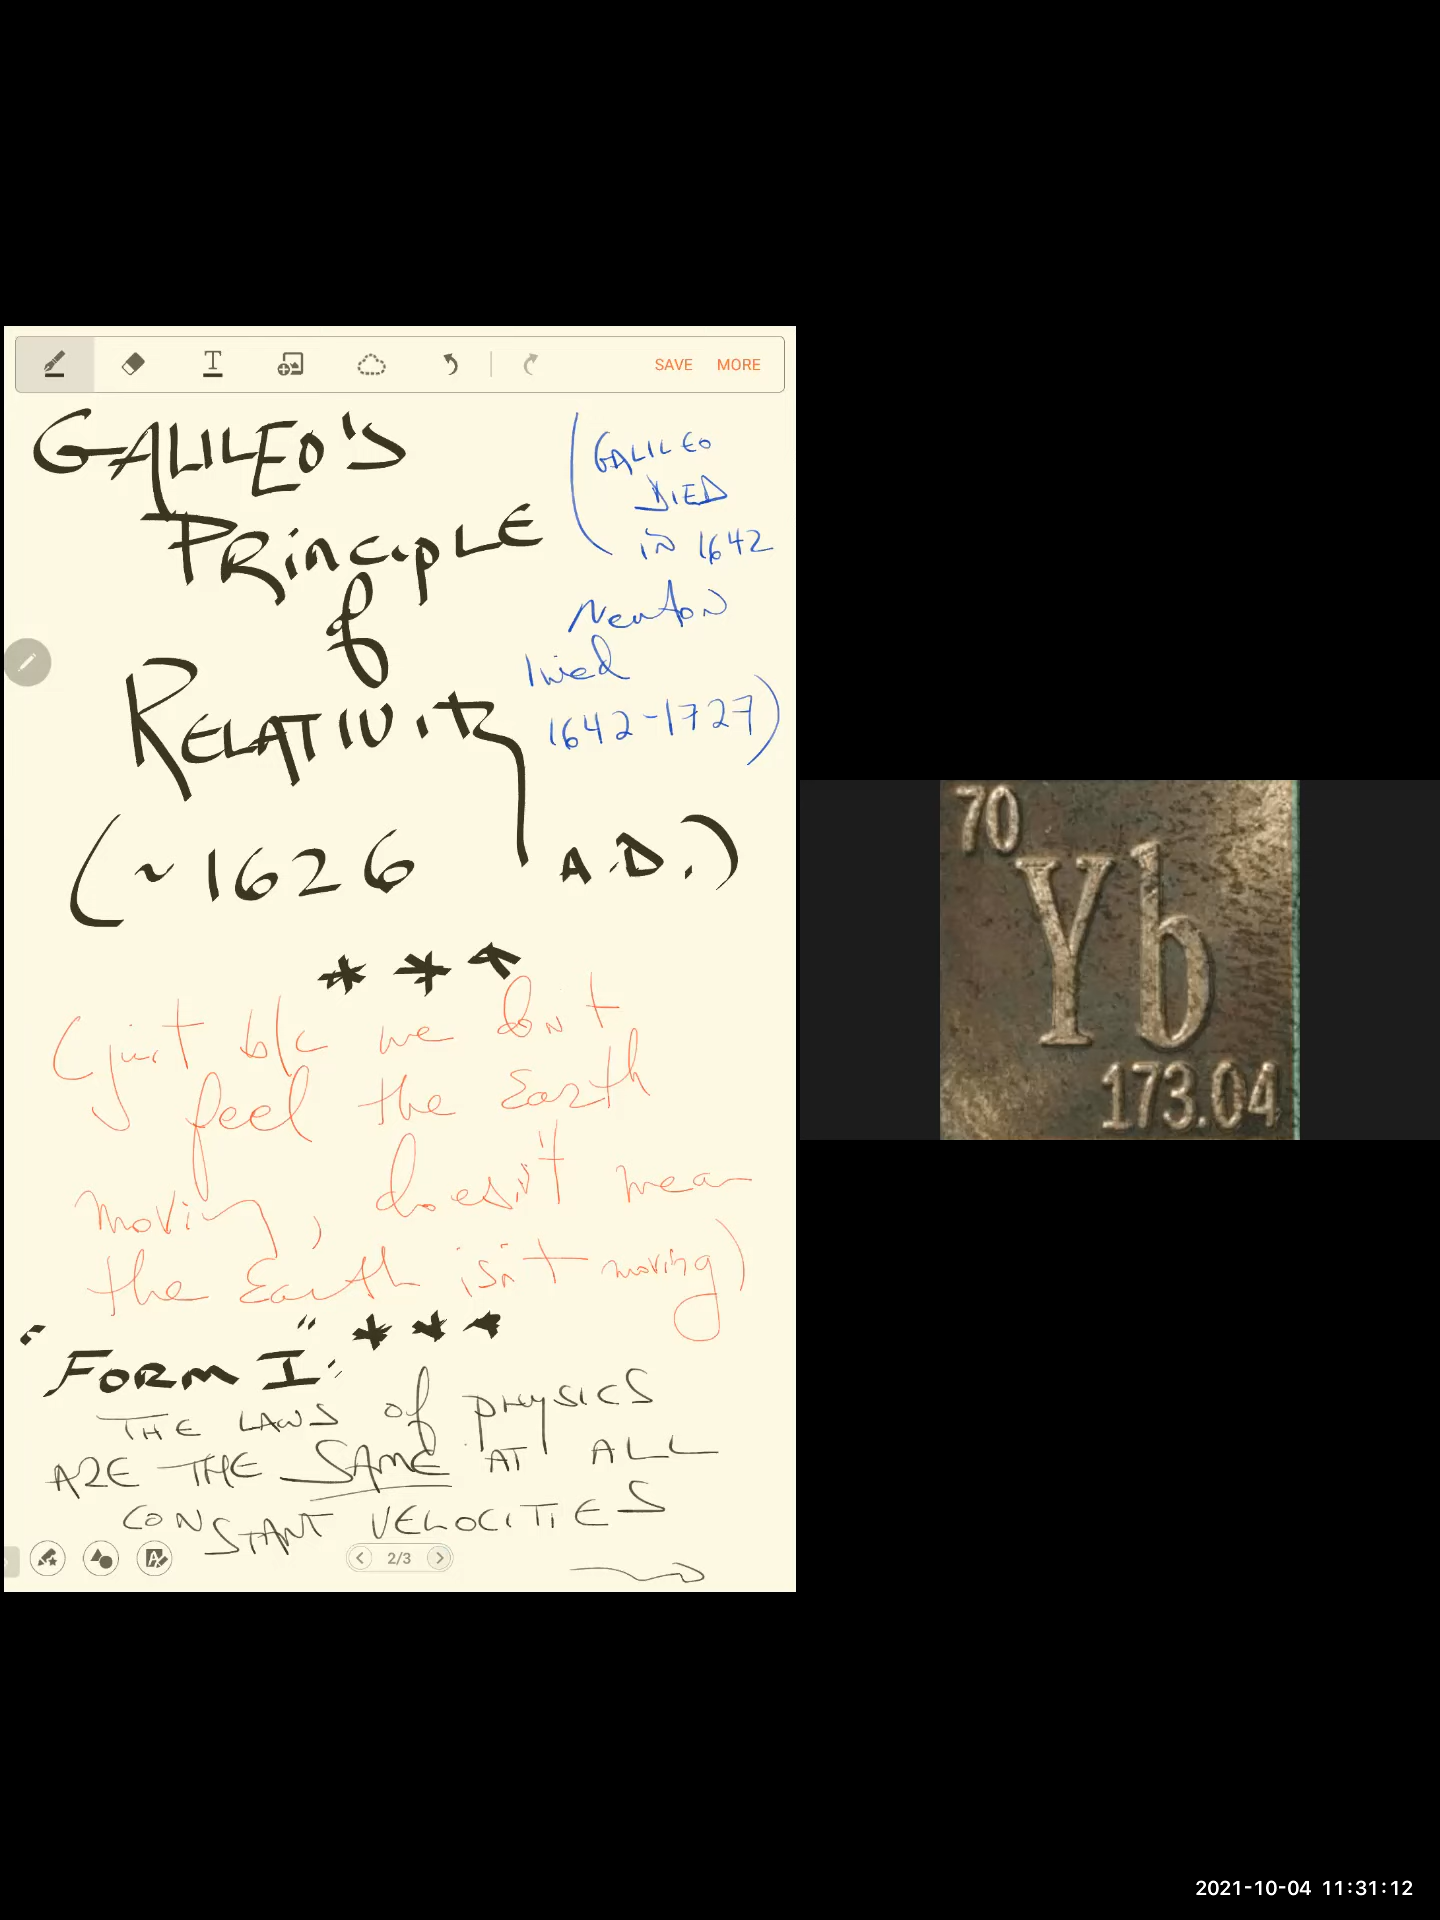 SAVE MORE
GALILEO'S
PRINCIPLE
of
RELATIVITY
(~1626 A.D.)
(GALILEO
DIED
IN 1642
Newton
lived
1642-1727)
***
(just b/c we don't
feel the Earth
moving, doesn't mean
the Earth isn't moving)
***
"FORM I":
THE LAWS of PHYSICS
ARE THE SAME AT ALL
CONSTANT VELOCITIES
2/3
70
Yb
173.04
2021-10-04 11:31:12